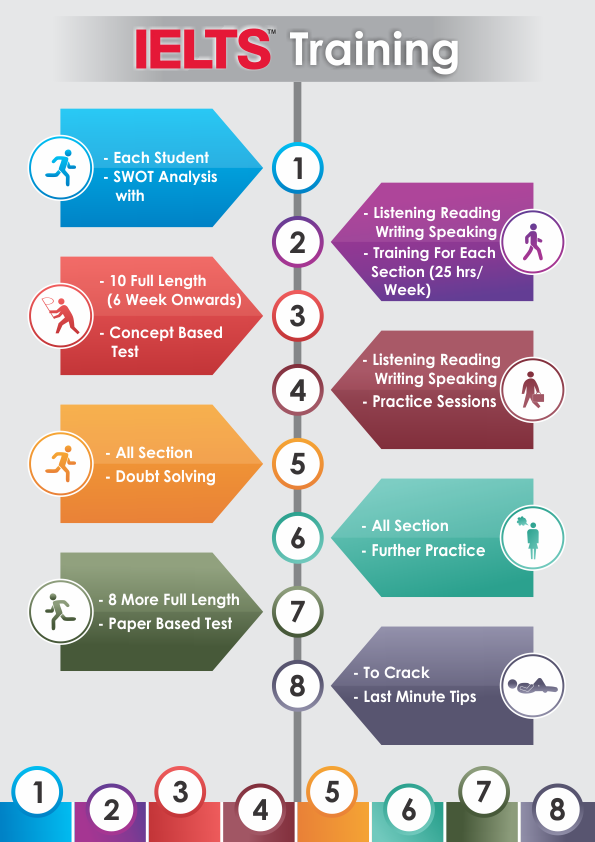 IELTS™ Training
1
- Each Student
- SWOT Analysis
with
2
- Listening Reading
Writing Speaking
- Training For Each
Section (25 hrs/
Week)
3
- 10 Full Length
(6 Week Onwards)
- Concept Based
Test
4
- Listening Reading
Writing Speaking
- Practice Sessions
5
- All Section
- Doubt Solving
6
- All Section
- Further Practice
7
- 8 More Full Length
- Paper Based Test
8
- To Crack
- Last Minute Tips
1 2 3 4 5 6 7 8